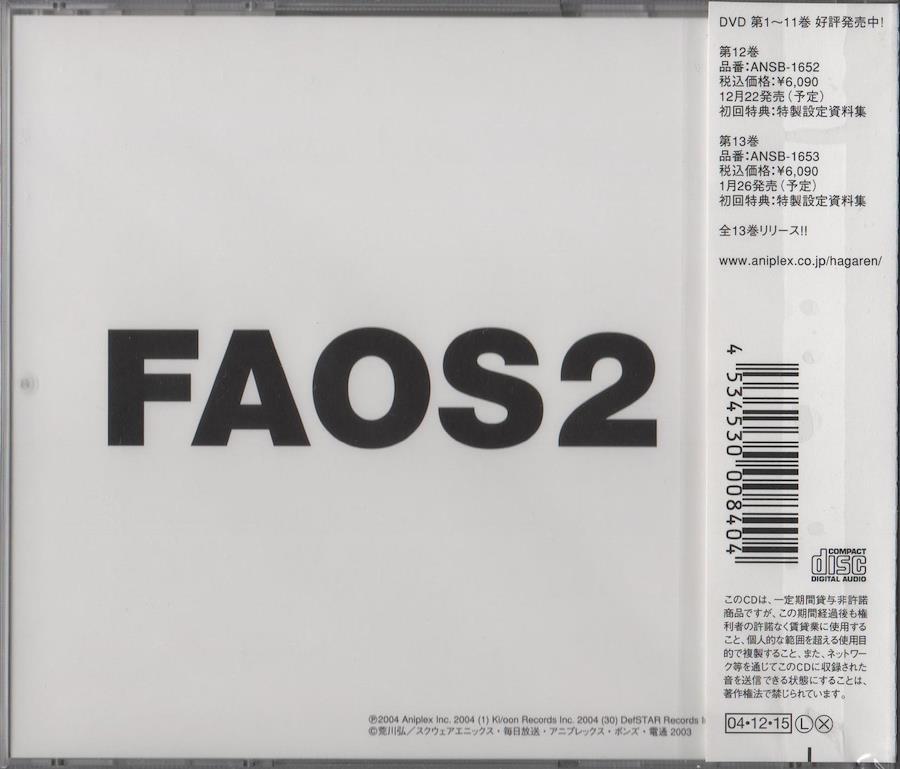 FAOS2
℗2004 Aniplex Inc. 2004 (1) Ki/oon Records Inc. 2004 (30) DefSTAR Records
©荒川弘／スクウェアエニックス・毎日放送・アニプレックス・ボンズ・電通 2003
DVD 第1〜11巻 好評発売中!
第12巻
品番：ANSB-1652
税込価格：¥6,090
12月22発売（予定）
初回特典：特製設定資料集
第13巻
品番：ANSB-1653
税込価格：¥6,090
1月26発売（予定）
初回特典：特製設定資料集
全13巻リリース!!
www.aniplex.co.jp/hagaren/
4 534530 008404
COMPACT
disc
DIGITAL AUDIO
このCDは、一定期間貸与非許諾
商品ですが、この期間経過後も権
利者の許諾なく賃貸業に使用する
こと、個人的な範囲を超える使用目
的で複製すること、また、ネットワー
ク等を通じてこのCDに収録された
音を送信できる状態にすることは、
著作権法で禁じられています。
04・12・15 Ⓛ Ⓧ